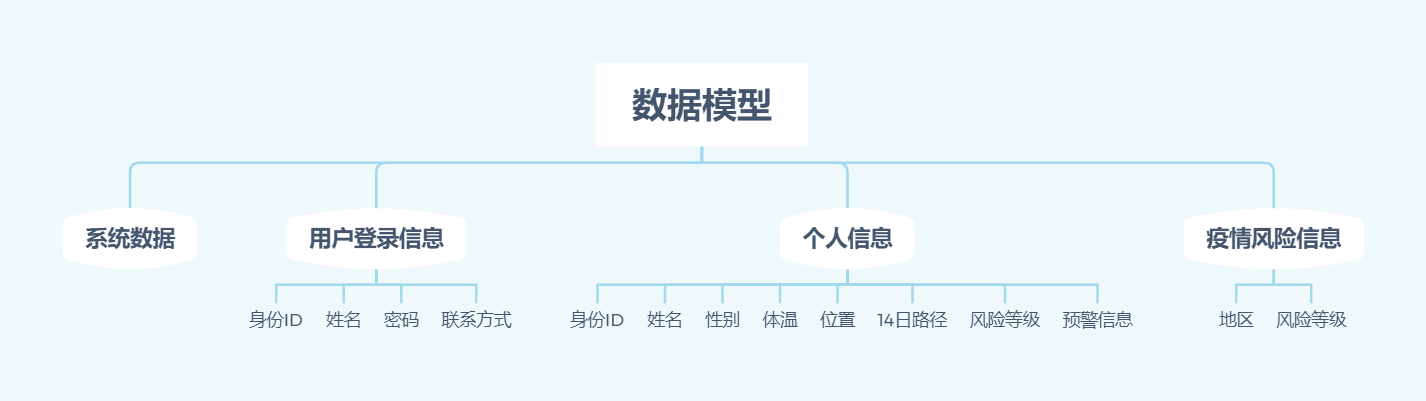 数据模型
系统数据
用户登录信息
个人信息
疫情风险信息
身份ID
姓名
密码
联系方式
身份ID
姓名
性别
体温
位置
14日路径
风险等级
预警信息
地区
风险等级